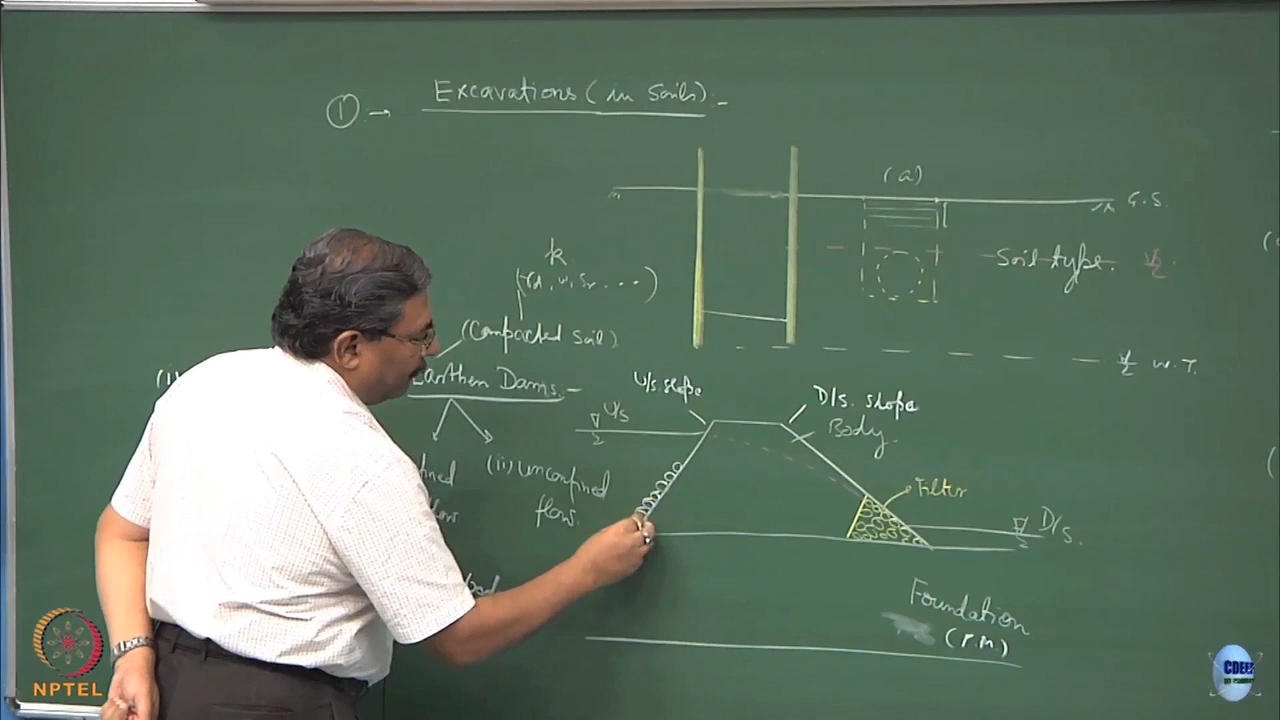 ① → Excavations (in Soils) :-
(a)
G.S.
Soil type.
W.T.
k
(γd, w, Sr ....)
(Compacted Soil)
Earthen Dams :-
(ii) Unconfined
flow.
U/s. slope
U/s
D/s. slope
Body.
Filter
D/s.
Foundation
(r.m.)
NPTEL
CDEEP